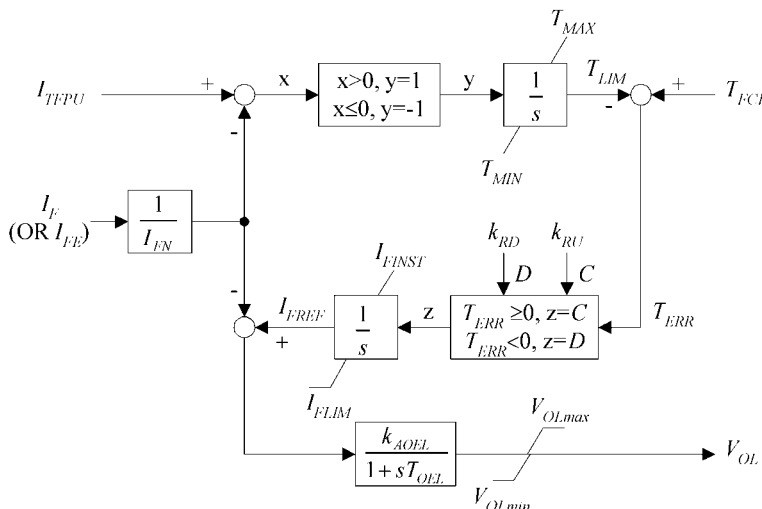 T_MAX
I_TFPU
+
x
x>0, y=1
x≤0, y=-1
y
1
s
T_LIM
-
+
T_FCL
-
T_MIN
I_F
(OR I_FE)
1
I_FN
k_RD
k_RU
I_FINST
D
C
-
I_FREF
+
1
s
z
T_ERR ≥0, z=C
T_ERR <0, z=D
T_ERR
I_FLIM
k_AOEL
1 + sT_OEL
V_OLmax
V_OL
V_OLmin